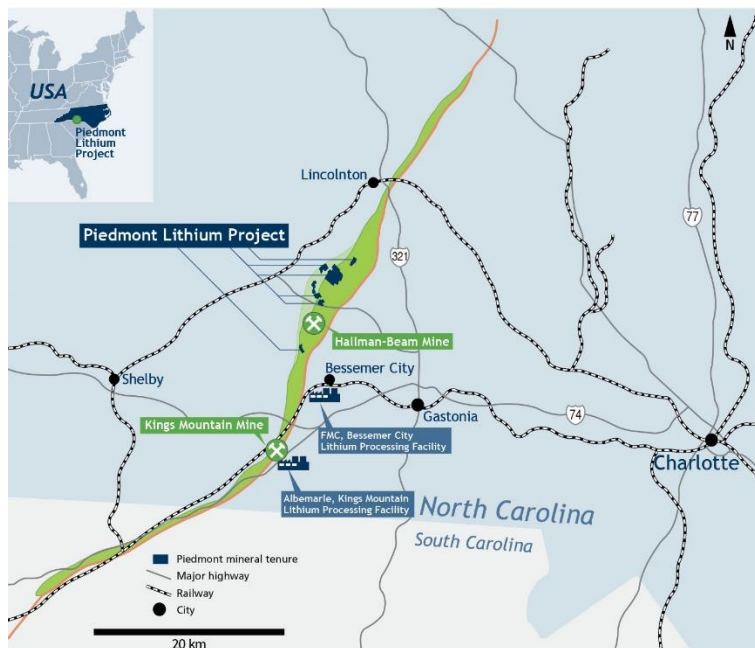 USA
Piedmont
Lithium
Project
N
Lincolnton
77
Piedmont Lithium Project
321
Hallman-Beam Mine
Shelby
Bessemer City
Kings Mountain Mine
Gastonia
74
FMC, Bessemer City
Lithium Processing Facility
Charlotte
Albemarle, Kings Mountain
Lithium Processing Facility
North Carolina
South Carolina
Piedmont mineral tenure
Major highway
Railway
City
20 km